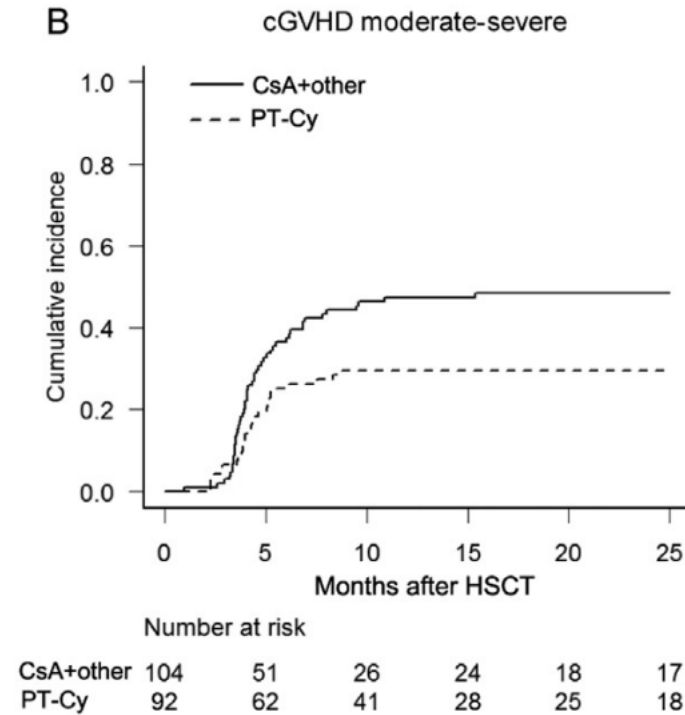 B
cGVHD moderate-severe
CsA+other
PT-Cy
Cumulative incidence
1.0
0.8
0.6
0.4
0.2
0.0
0 5 10 15 20 25
Months after HSCT
Number at risk
CsA+other 104 51 26 24 18 17
PT-Cy 92 62 41 28 25 18